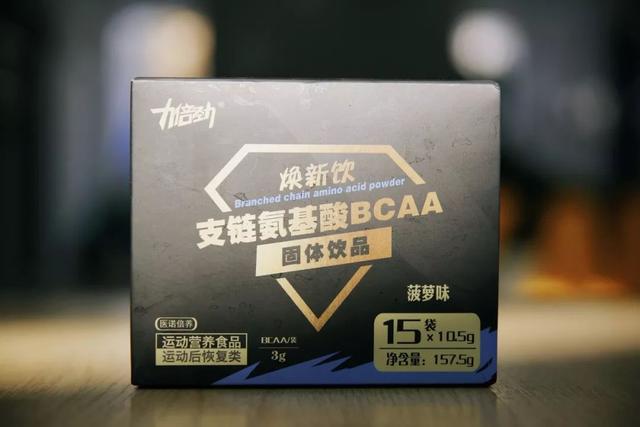 力倍劲®
焕新饮
Branched chain amino acid powder
支链氨基酸BCAA
固体饮品
菠萝味
医诺倍养
运动营养食品
运动后恢复类
BCAA/袋
3g
15袋×10.5g
净含量:157.5g